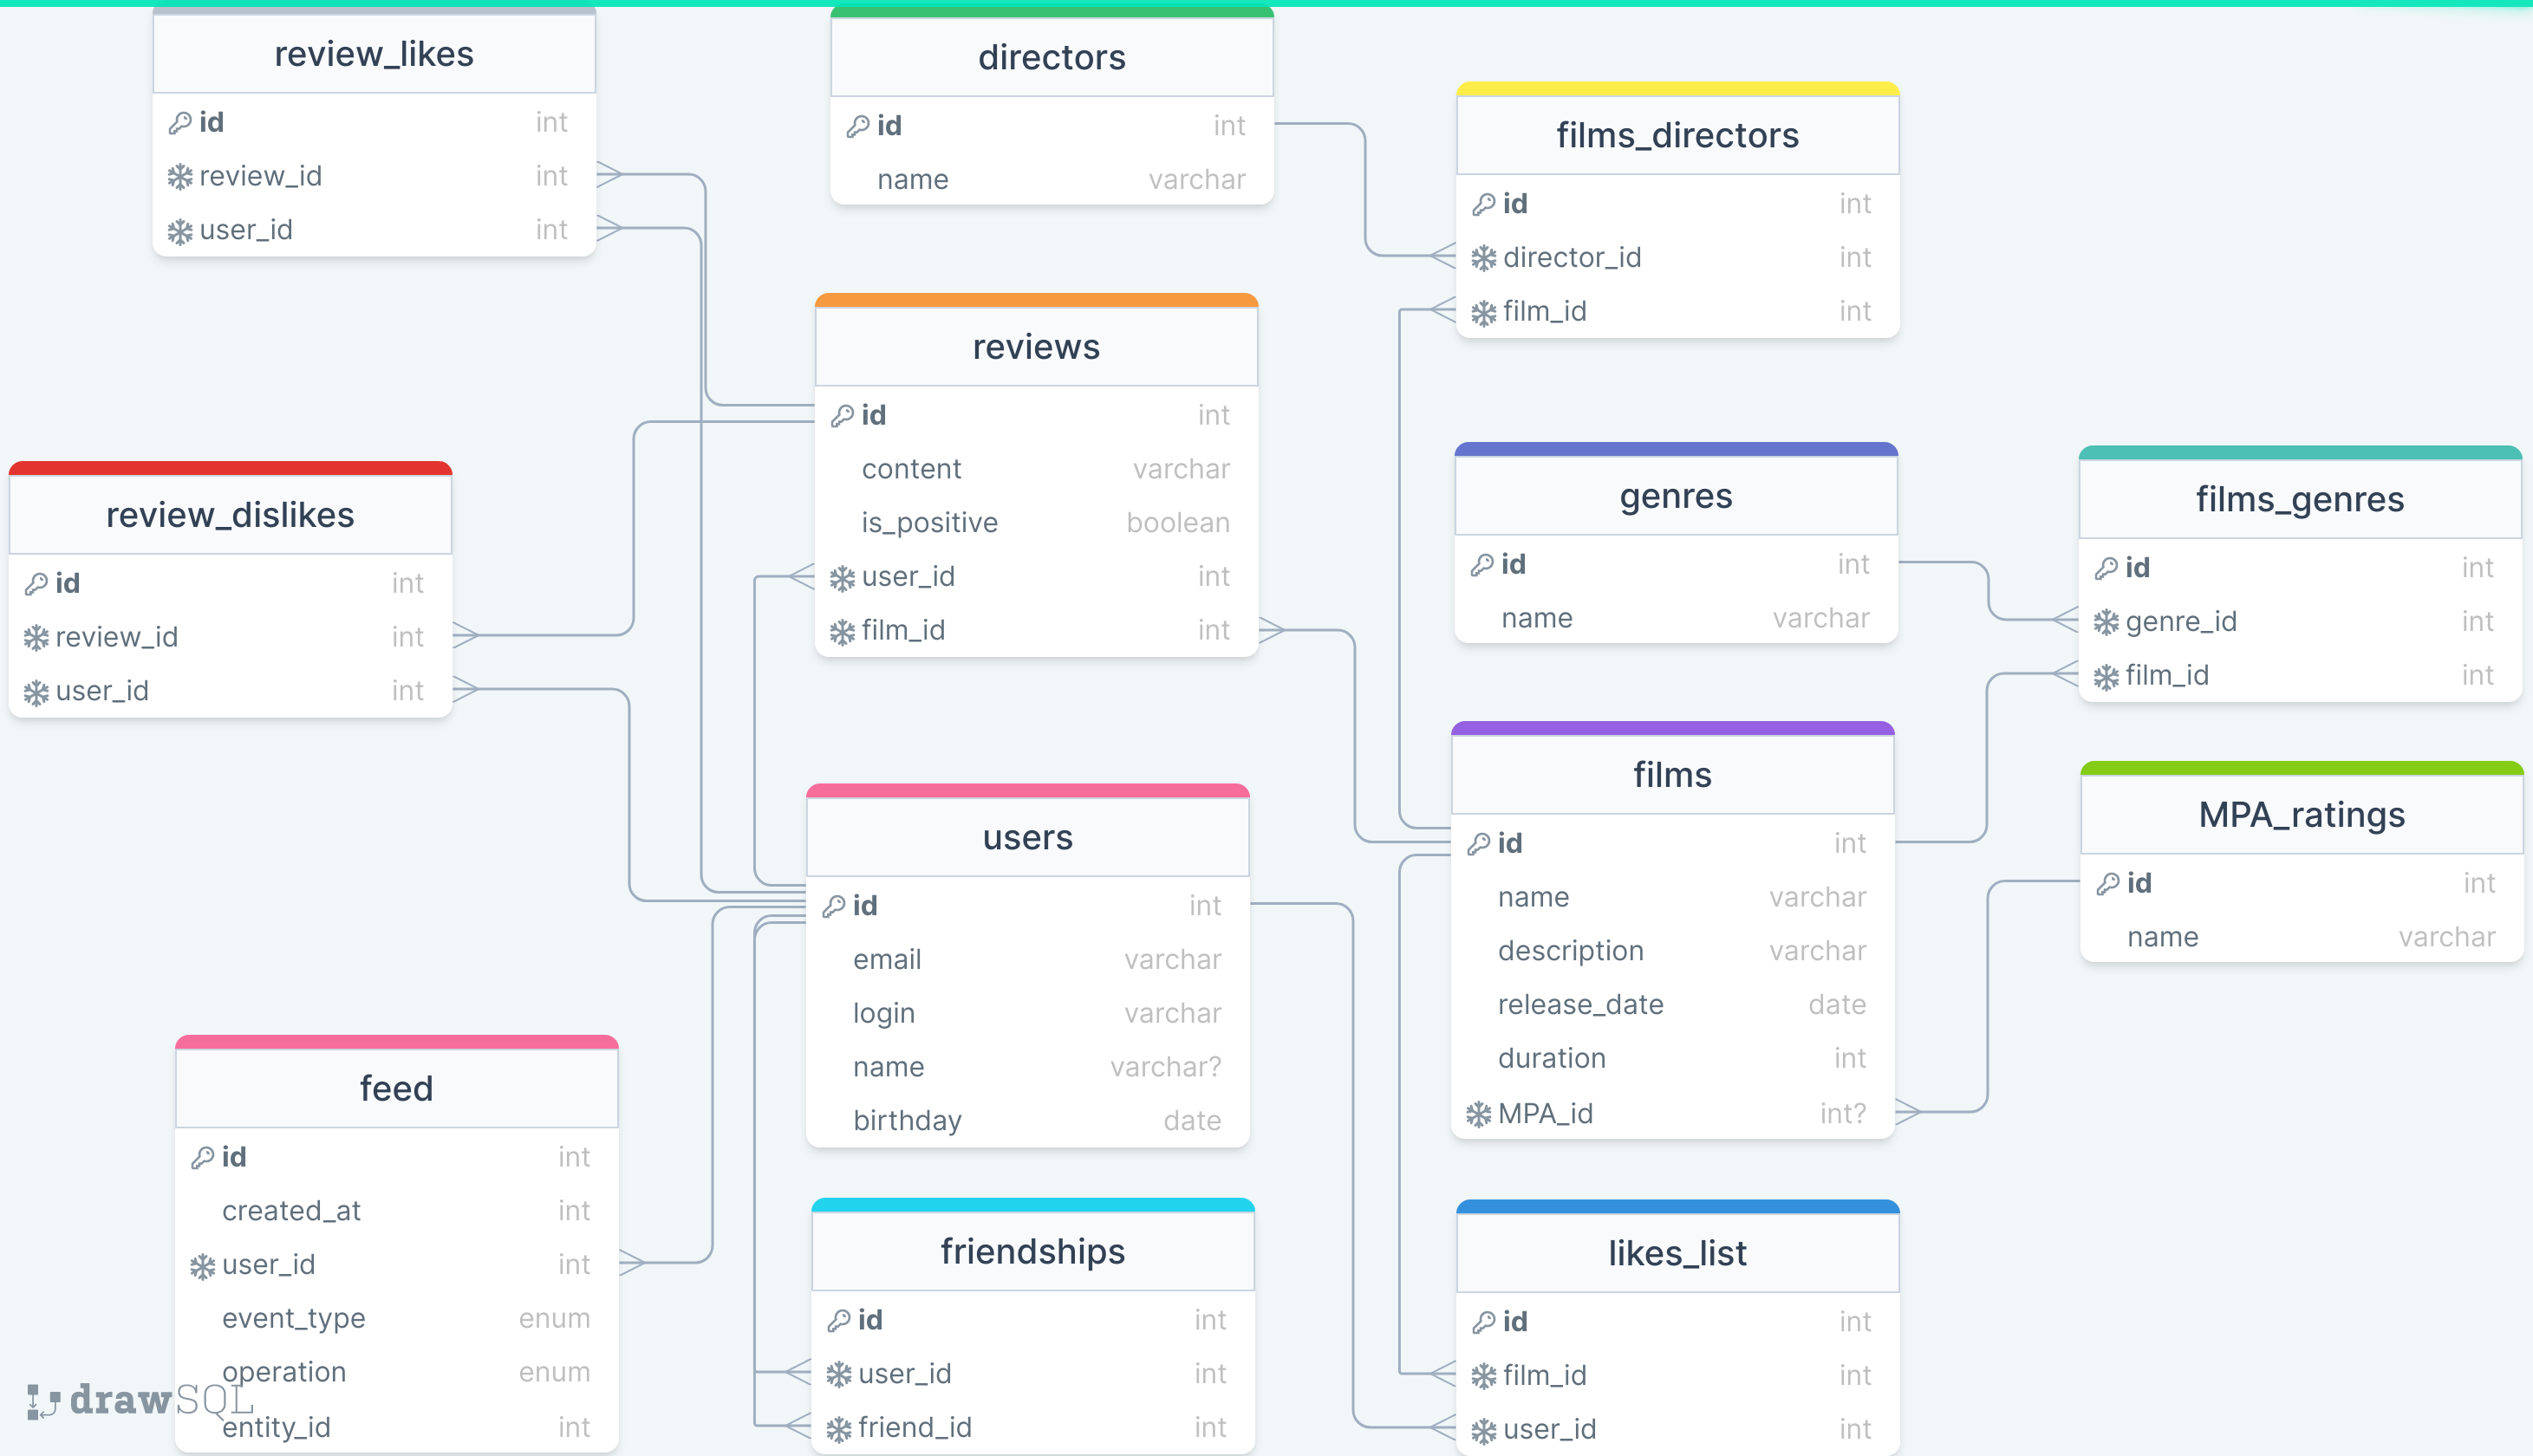 review_likes
id int
review_id int
user_id int
directors
id int
name varchar
films_directors
id int
director_id int
film_id int
reviews
id int
content varchar
is_positive boolean
user_id int
film_id int
genres
id int
name varchar
films_genres
id int
genre_id int
film_id int
review_dislikes
id int
review_id int
user_id int
films
id int
name varchar
description varchar
release_date date
duration int
MPA_id int?
MPA_ratings
id int
name varchar
users
id int
email varchar
login varchar
name varchar?
birthday date
feed
id int
created_at int
user_id int
event_type enum
operation enum
entity_id int
friendships
id int
user_id int
friend_id int
likes_list
id int
film_id int
user_id int
drawSQL